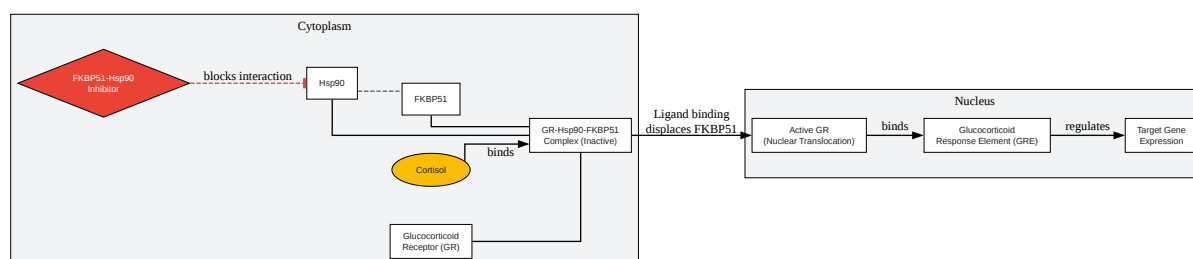 Cytoplasm
FKBP51-Hsp90
Inhibitor
blocks interaction
Hsp90
FKBP51
GR-Hsp90-FKBP51
Complex (Inactive)
Cortisol
binds
Glucocorticoid
Receptor (GR)
Ligand binding
displaces FKBP51
Nucleus
Active GR
(Nuclear Translocation)
binds
Glucocorticoid
Response Element (GRE)
regulates
Target Gene
Expression